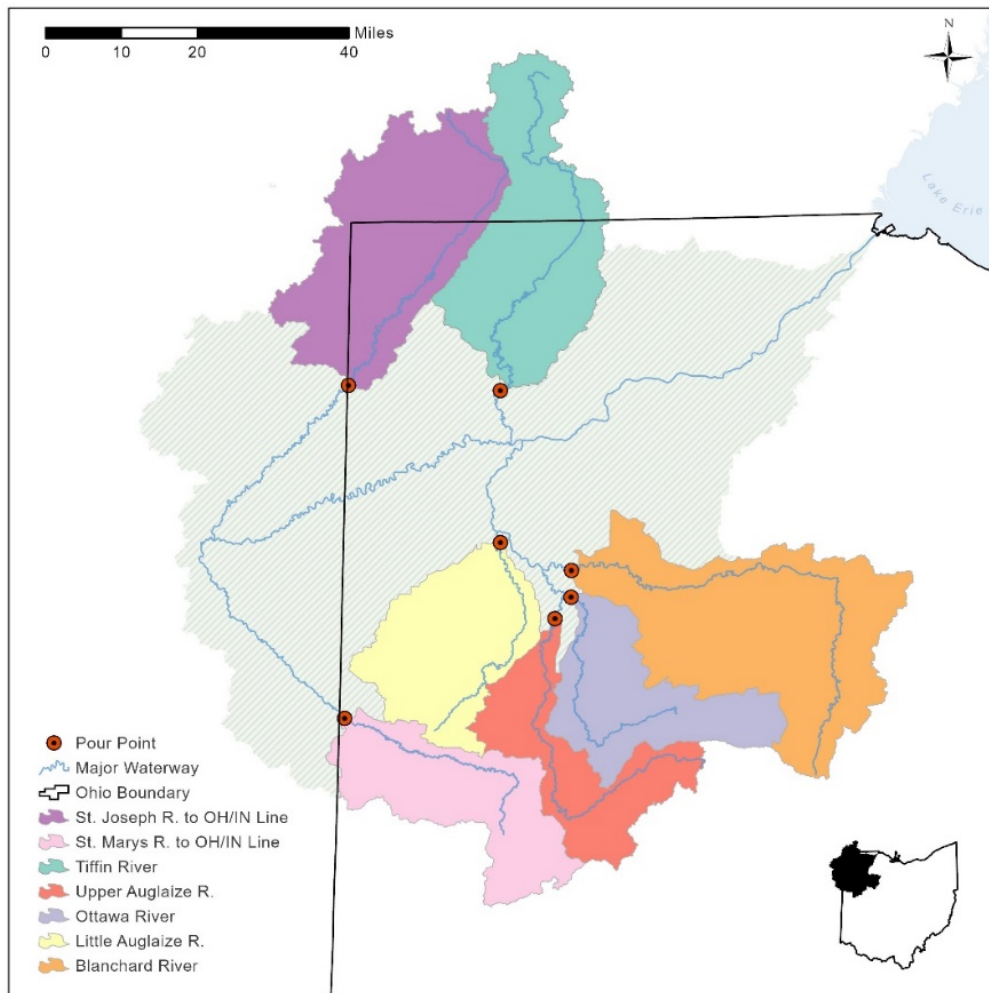 Miles
0 10 20 40
N
Lake Erie
Pour Point
Major Waterway
Ohio Boundary
St. Joseph R. to OH/IN Line
St. Marys R. to OH/IN Line
Tiffin River
Upper Auglaize R.
Ottawa River
Little Auglaize R.
Blanchard River